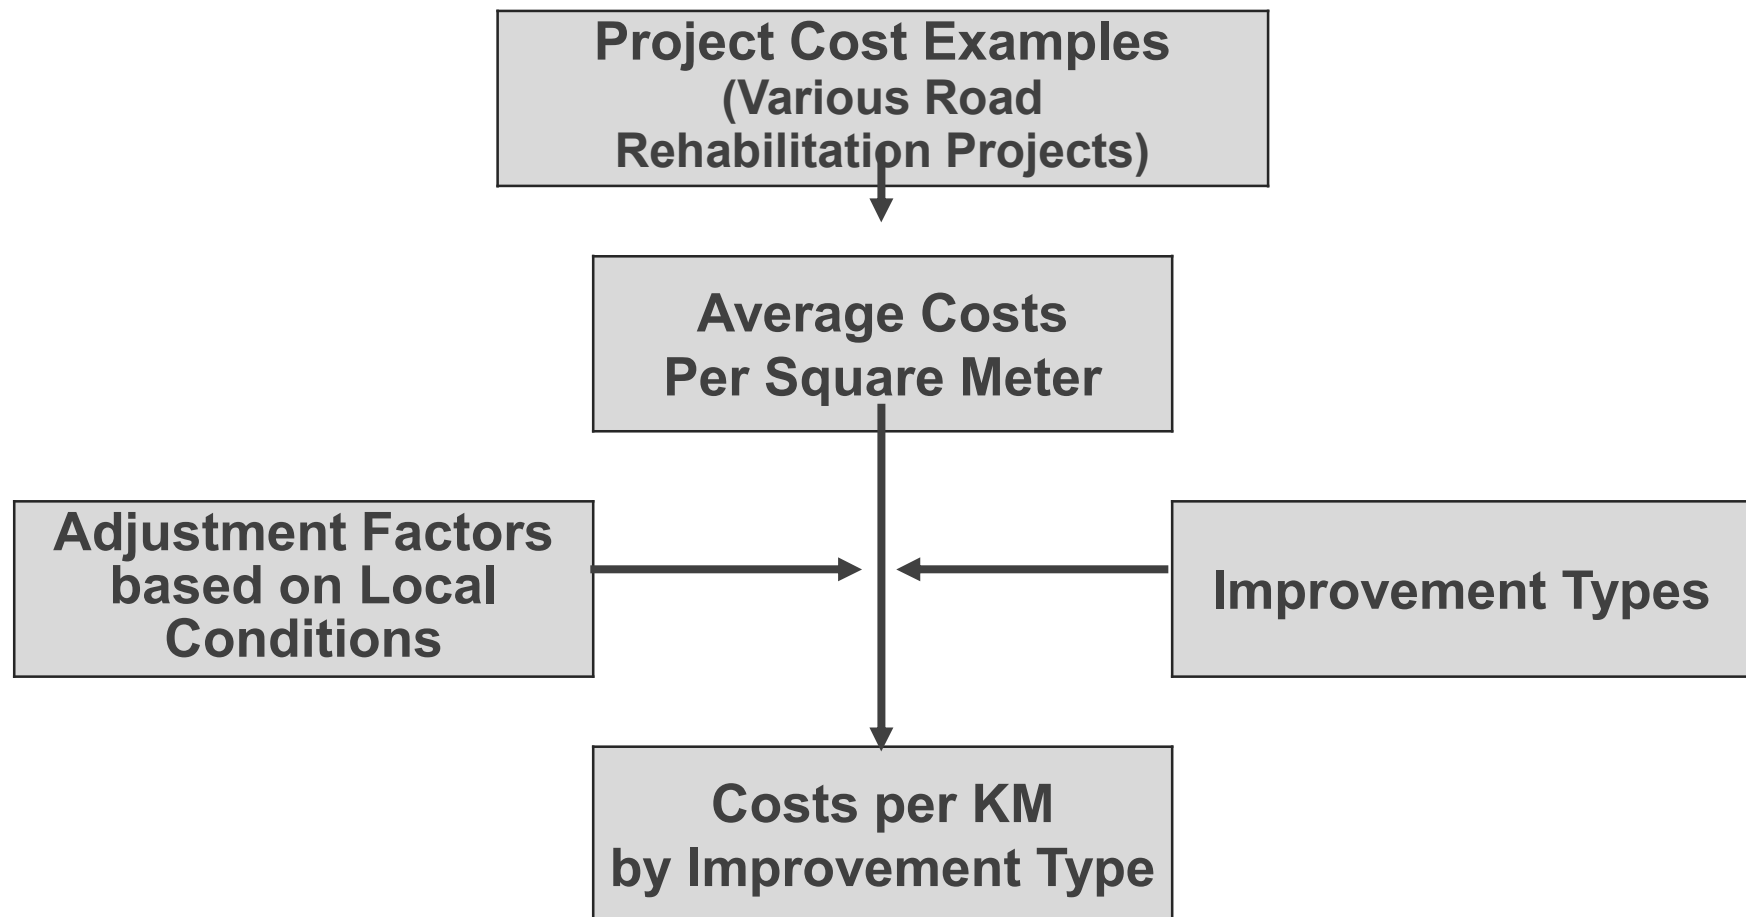 Project Cost Examples
(Various Road
Rehabilitation Projects)
Average Costs
Per Square Meter
Adjustment Factors
based on Local
Conditions
Improvement Types
Costs per KM
by Improvement Type